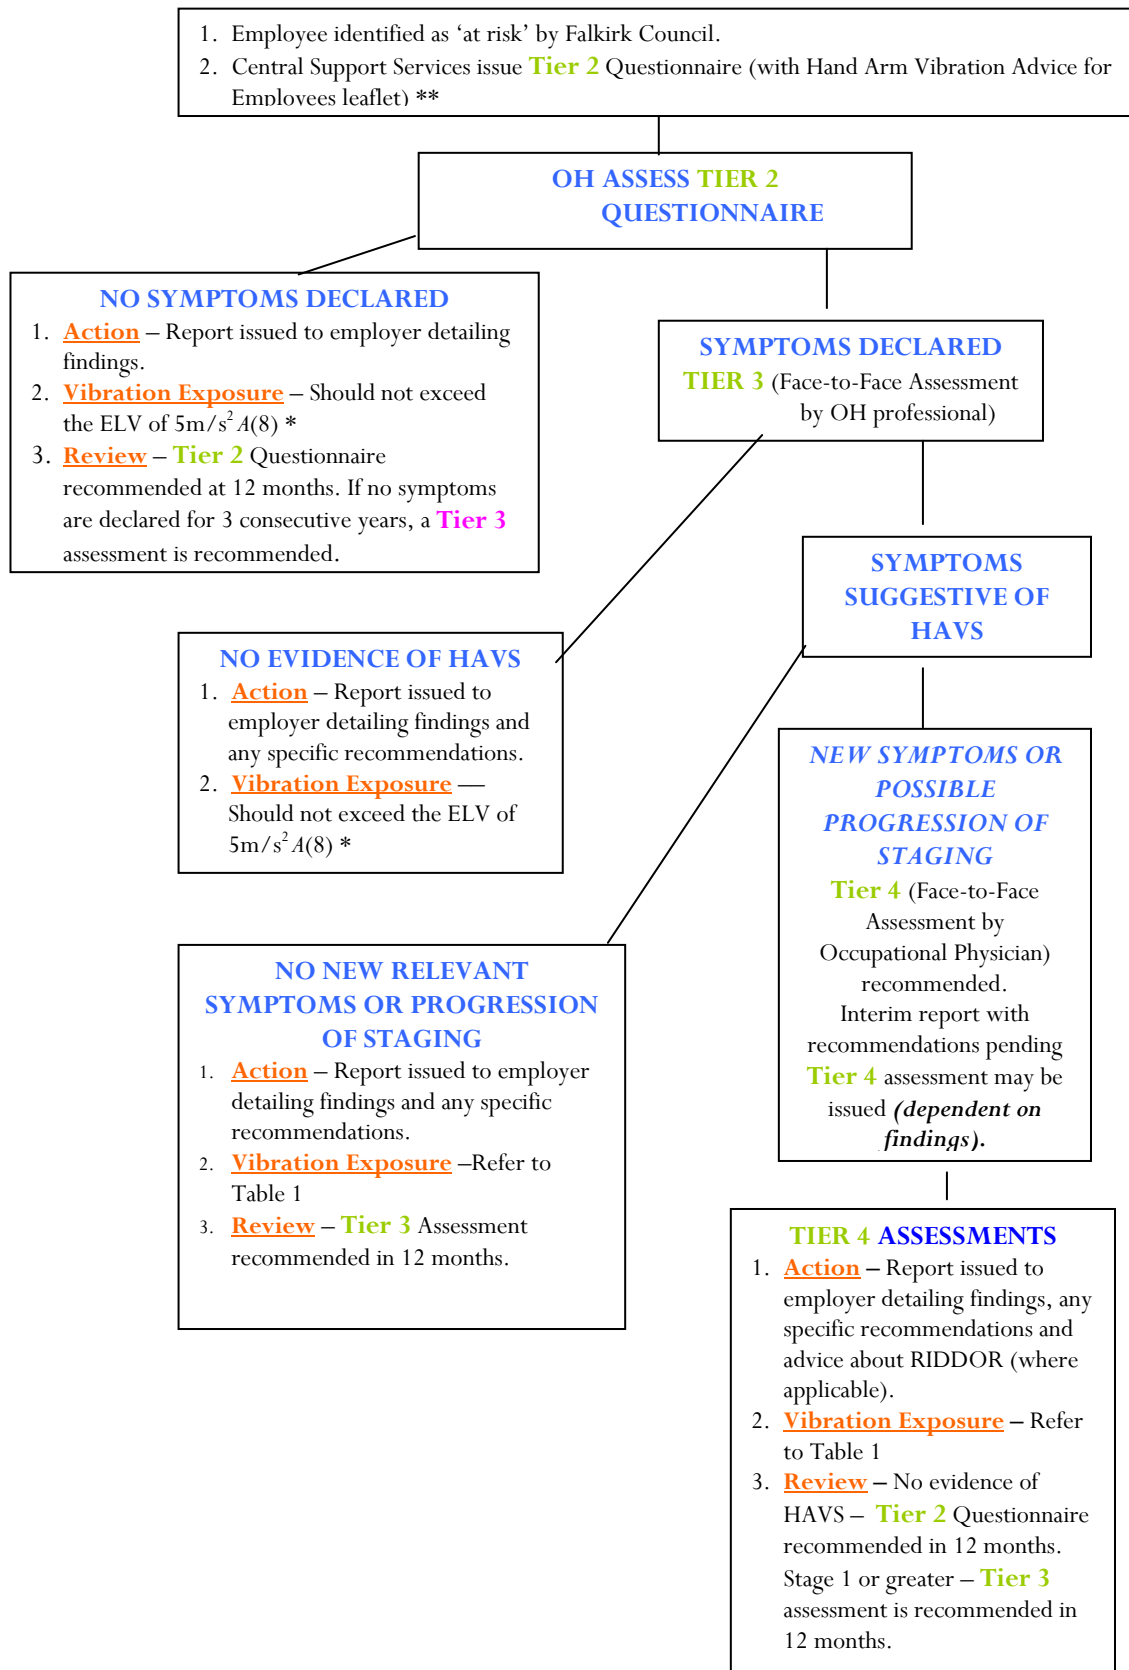 1. Employee identified as ‘at risk’ by Falkirk Council.
2. Central Support Services issue Tier 2 Questionnaire (with Hand Arm Vibration Advice for
Employees leaflet) **
OH ASSESS TIER 2
QUESTIONNAIRE
NO SYMPTOMS DECLARED
1. Action – Report issued to employer detailing
findings.
2. Vibration Exposure – Should not exceed
the ELV of 5m/s² A(8) *
3. Review – Tier 2 Questionnaire
recommended at 12 months. If no symptoms
are declared for 3 consecutive years, a Tier 3
assessment is recommended.
SYMPTOMS DECLARED
TIER 3 (Face-to-Face Assessment
by OH professional)
SYMPTOMS
SUGGESTIVE OF
HAVS
NO EVIDENCE OF HAVS
1. Action – Report issued to
employer detailing findings and
any specific recommendations.
2. Vibration Exposure —
Should not exceed the ELV of
5m/s² A(8) *
NEW SYMPTOMS OR
POSSIBLE
PROGRESSION OF
STAGING
Tier 4 (Face-to-Face
Assessment by
Occupational Physician)
recommended.
Interim report with
recommendations pending
Tier 4 assessment may be
issued (dependent on
findings).
NO NEW RELEVANT
SYMPTOMS OR PROGRESSION
OF STAGING
1. Action – Report issued to employer
detailing findings and any specific
recommendations.
2. Vibration Exposure –Refer to
Table 1
3. Review – Tier 3 Assessment
recommended in 12 months.
TIER 4 ASSESSMENTS
1. Action – Report issued to
employer detailing findings, any
specific recommendations and
advice about RIDDOR (where
applicable).
2. Vibration Exposure – Refer
to Table 1
3. Review – No evidence of
HAVS – Tier 2 Questionnaire
recommended in 12 months.
Stage 1 or greater – Tier 3
assessment is recommended in
12 months.